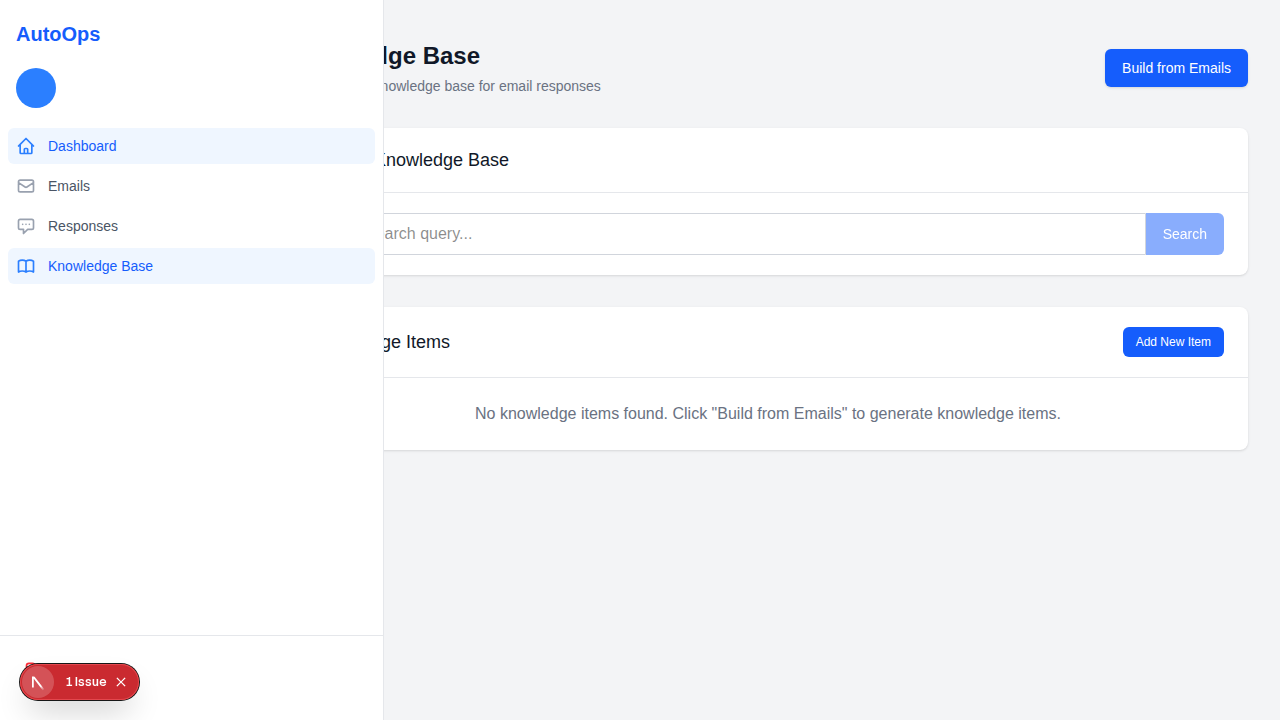 AutoOps
Dashboard
Emails
Responses
Knowledge Base
1 Issue
dge Base
nowledge base for email responses
Build from Emails
Knowledge Base
arch query...
Search
ge Items
Add New Item
No knowledge items found. Click "Build from Emails" to generate knowledge items.